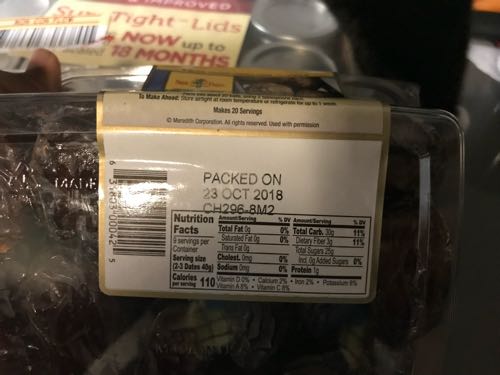 & IMPROVED
Tight-Lids
NOW up to
18 MONTHS
To Make Ahead: Store airtight at room temperature or refrigerate for up to 1 week.
Makes 20 Servings
© Meredith Corporation. All rights reserved. Used with permission
MADE
PACKED ON
23 OCT 2018
CH296-8M2
Nutrition Facts
9 servings per Container
Serving size (2-3 Dates 40g)
Calories per serving 110
Amount/Serving % DV
Total Fat 0g 0%
Saturated Fat 0g 0%
Trans Fat 0g
Cholest. 0mg 0%
Sodium 0mg 0%
Amount/Serving % DV
Total Carb. 30g 11%
Dietary Fiber 3g 11%
Total Sugars 25g
Incl. 0g Added Sugars 0%
Protein 1g
Vitamin D 0% • Calcium 2% • Iron 2% • Potassium 6%
Vitamin A 8% • Vitamin C 8%